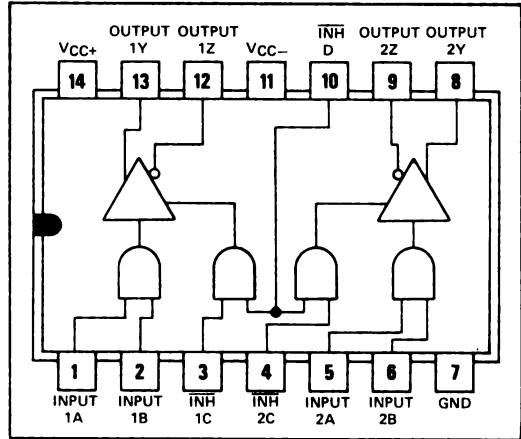 OUTPUT OUTPUT INH OUTPUT OUTPUT
VCC+ 1Y 1Z VCC– D 2Z 2Y
14 13 12 11 10 9 8
1 2 3 4 5 6 7
INPUT INPUT INH INH INPUT INPUT GND
1A 1B 1C 2C 2A 2B